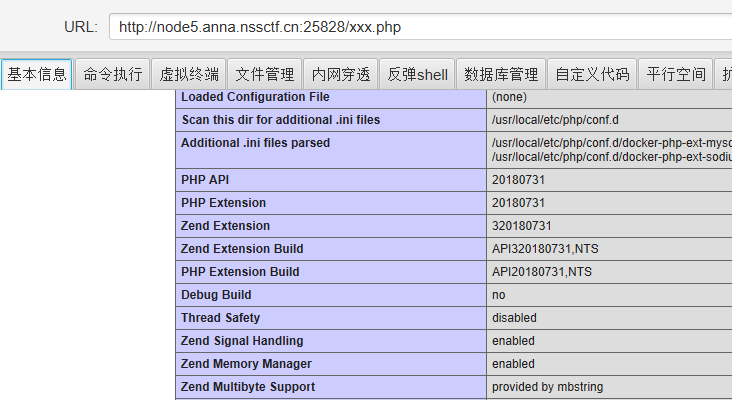 URL: http://node5.anna.nssctf.cn:25828/xxx.php
基本信息 命令执行 虚拟终端 文件管理 内网穿透 反弹shell 数据库管理 自定义代码 平行空间
Loaded Configuration File (none)
Scan this dir for additional .ini files /usr/local/etc/php/conf.d
Additional .ini files parsed /usr/local/etc/php/conf.d/docker-php-ext-mysq
/usr/local/etc/php/conf.d/docker-php-ext-sodiu
PHP API 20180731
PHP Extension 20180731
Zend Extension 320180731
Zend Extension Build API320180731,NTS
PHP Extension Build API20180731,NTS
Debug Build no
Thread Safety disabled
Zend Signal Handling enabled
Zend Memory Manager enabled
Zend Multibyte Support provided by mbstring